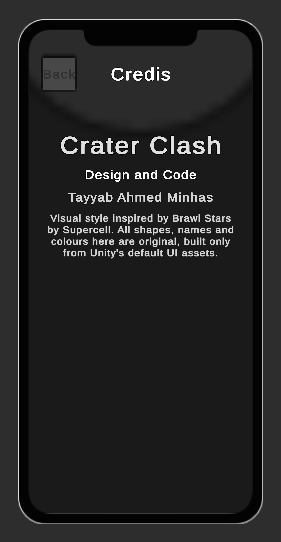 Back
Credis
Crater Clash
Design and Code
Tayyab Ahmed Minhas
Visual style inspired by Brawl Stars
by Supercell. All shapes, names and
colours here are original, built only
from Unity's default UI assets.